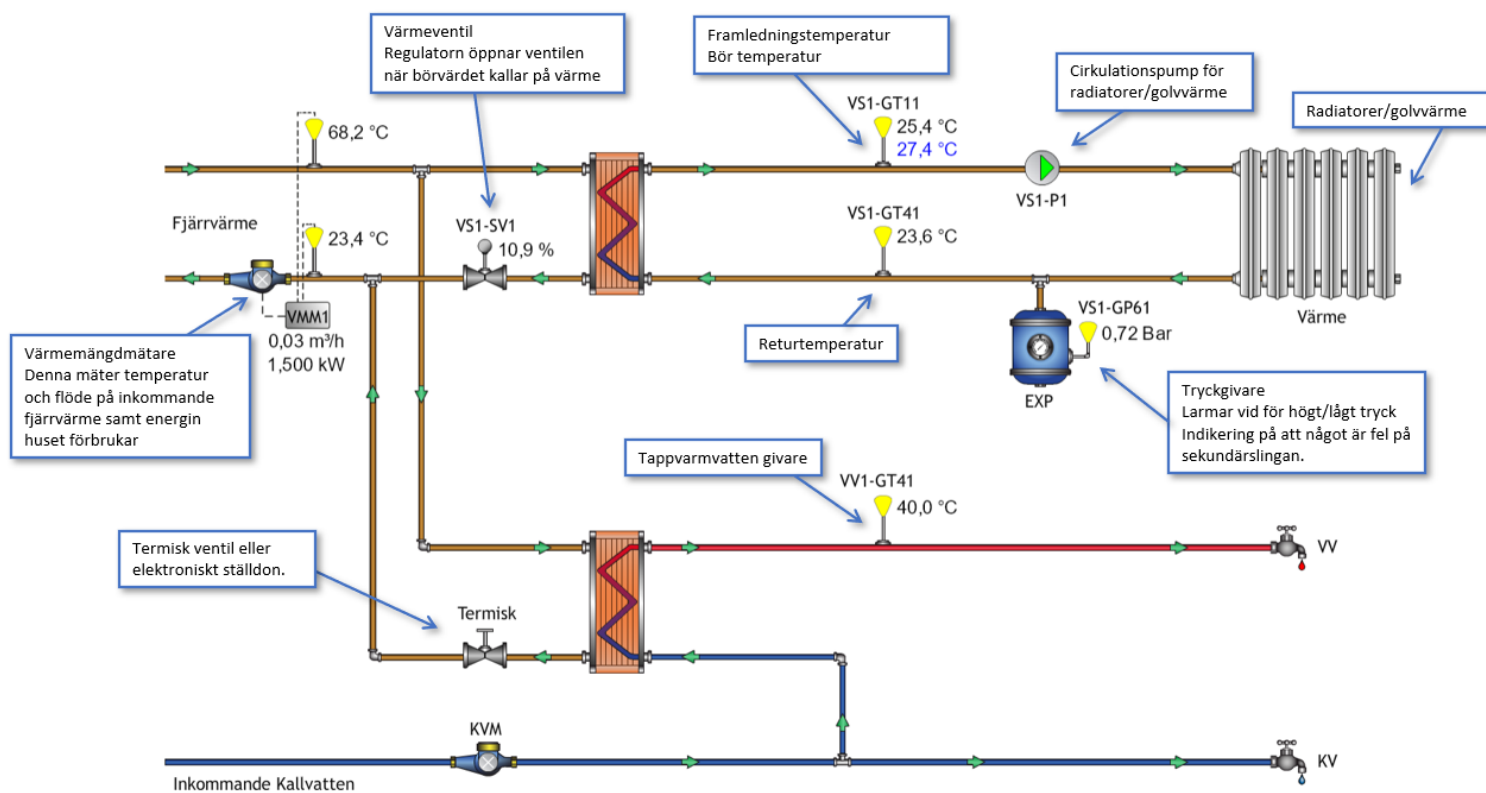 Värmeventil
Regulatorn öppnar ventilen
när börvärdet kallar på värme
Framledningstemperatur
Bör temperatur
Cirkulationspump för
radiatorer/golvvärme
Radiatorer/golvvärme
68,2 °C
VS1-GT11
25,4 °C
27,4 °C
VS1-P1
Fjärrvärme
23,4 °C
VS1-SV1
10,9 %
VS1-GT41
23,6 °C
VMM1
0,03 m³/h
1,500 kW
Värme
VS1-GP61
0,72 Bar
EXP
Returtemperatur
Värmemängdmätare
Denna mäter temperatur
och flöde på inkommande
fjärrvärme samt energin
huset förbrukar
Tryckgivare
Larmar vid för högt/lågt tryck
Indikering på att något är fel på
sekundärslingan.
Tappvarmvatten givare
VV1-GT41
40,0 °C
VV
Termisk ventil eller
elektroniskt ställdon.
Termisk
KVM
KV
Inkommande Kallvatten